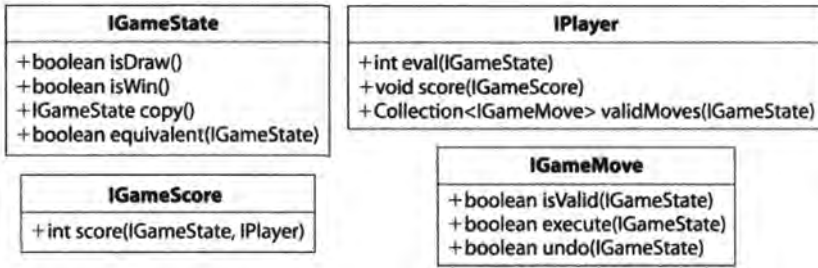 IGameState
+boolean isDraw()
+boolean isWin()
+IGameState copy()
+boolean equivalent(IGameState)
IPlayer
+int eval(IGameState)
+void score(IGameScore)
+Collection<IGameMove> validMoves(IGameState)
IGameScore
+int score(IGameState, IPlayer)
IGameMove
+boolean isValid(IGameState)
+boolean execute(IGameState)
+boolean undo(IGameState)